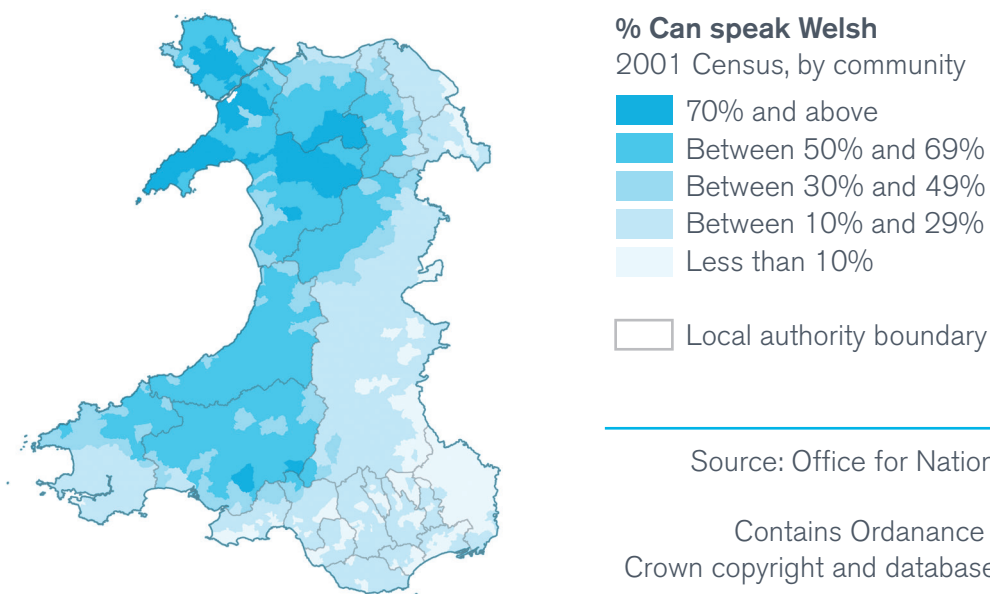 % Can speak Welsh
2001 Census, by community
70% and above
Between 50% and 69%
Between 30% and 49%
Between 10% and 29%
Less than 10%
Local authority boundary
Source: Office for Nation
Contains Ordanance
Crown copyright and database